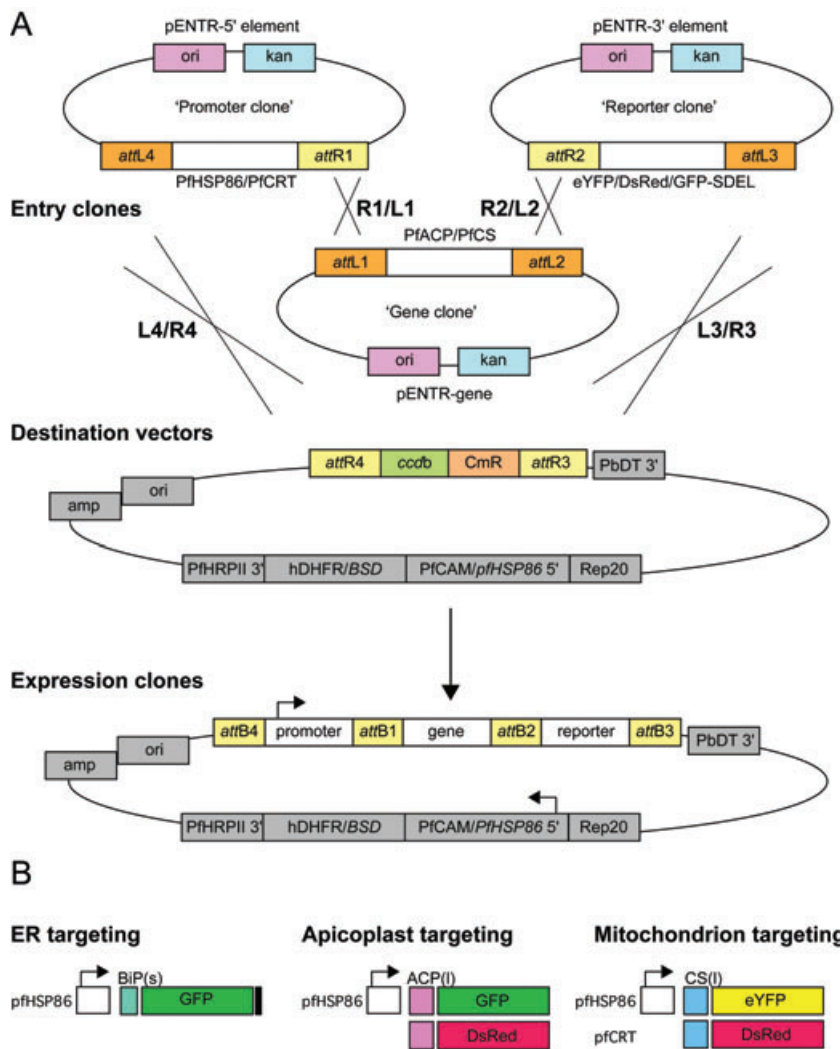 A
pENTR-5' element
pENTR-3' element
ori kan
ori kan
'Promoter clone'
'Reporter clone'
attL4 attR1
attR2 attL3
PfHSP86/PfCRT
eYFP/DsRed/GFP-SDEL
Entry clones
R1/L1 R2/L2
PfACP/PfCS
attL1 attL2
'Gene clone'
L4/R4
L3/R3
ori kan
pENTR-gene
Destination vectors
attR4 ccdb CmR attR3 PbDT 3'
amp ori
PfHRPII 3' hDHFR/BSD PfCAM/pfHSP86 5' Rep20
Expression clones
attB4 promoter attB1 gene attB2 reporter attB3 PbDT 3'
amp ori
PfHRPII 3' hDHFR/BSD PfCAM/PfHSP86 5' Rep20
B
ER targeting
BiP(s)
pfHSP86 GFP
Apicoplast targeting
ACP(l)
pfHSP86 GFP
DsRed
Mitochondrion targeting
CS(l)
pfHSP86 eYFP
pfCRT DsRed